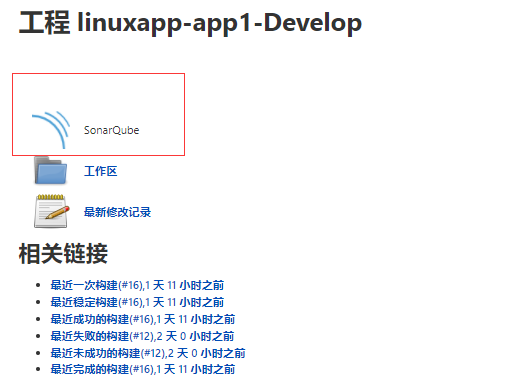 工程 linuxapp-app1-Develop
SonarQube
工作区
最新修改记录
相关链接
最近一次构建(#16),1 天 11 小时之前
最近稳定构建(#16),1 天 11 小时之前
最近成功的构建(#16),1 天 11 小时之前
最近失败的构建(#12),2 天 0 小时之前
最近未成功的构建(#12),2 天 0 小时之前
最近完成的构建(#16),1 天 11 小时之前